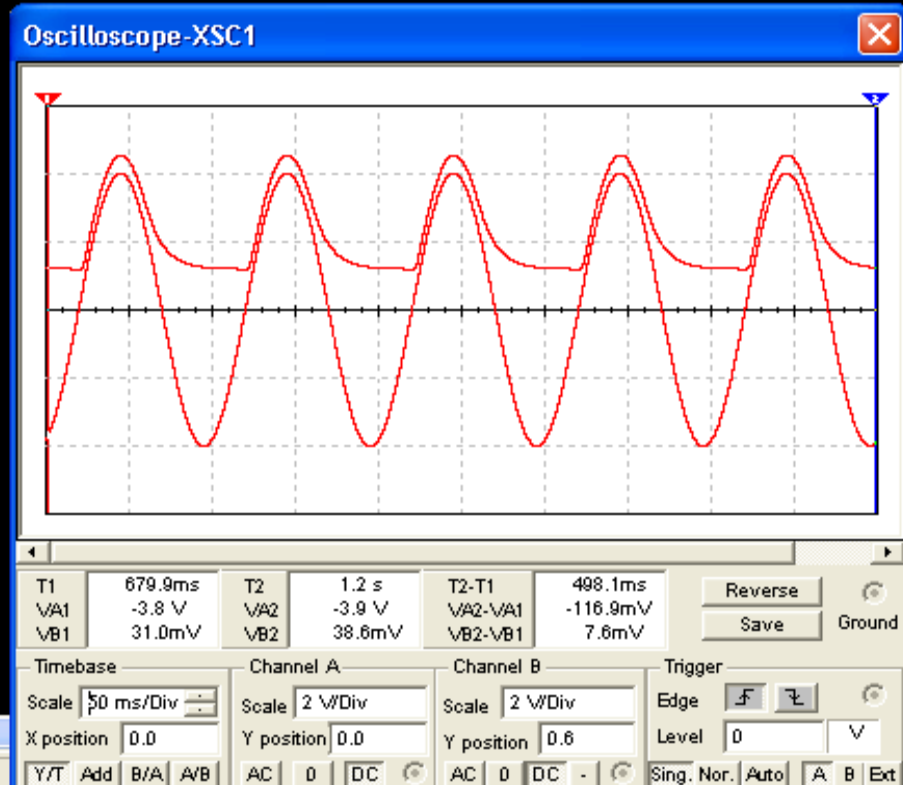 Oscilloscope-XSC1
1 2
T1 679.9ms T2 1.2 s T2-T1 498.1ms Reverse
VA1 -3.8 V VA2 -3.9 V VA2-VA1 -116.9mV
VB1 31.0mV VB2 38.6mV VB2-VB1 7.6mV Save Ground
Timebase Channel A Channel B Trigger
Scale 50 ms/Div Scale 2 V/Div Scale 2 V/Div Edge
X position 0.0 Y position 0.0 Y position 0.6 Level 0 V
Y/T Add B/A A/B AC 0 DC AC 0 DC - Sing. Nor. Auto A B Ext